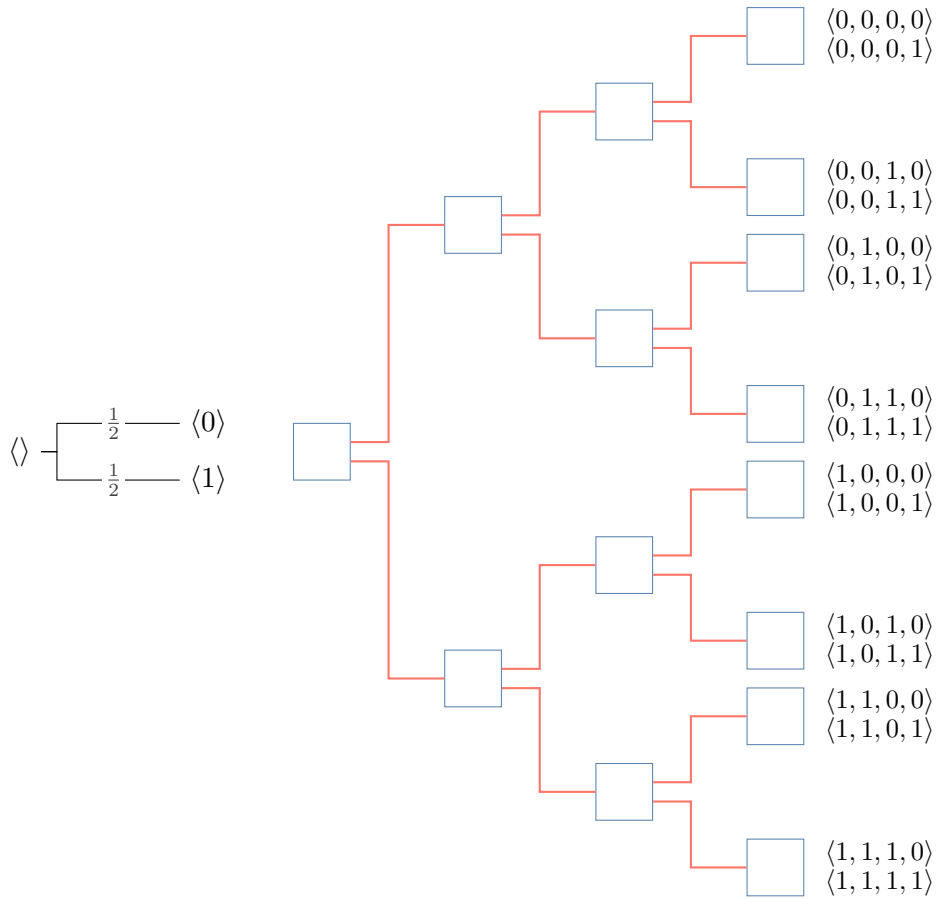 ⟨0, 0, 0, 0⟩
⟨0, 0, 0, 1⟩
⟨0, 0, 1, 0⟩
⟨0, 0, 1, 1⟩
⟨0, 1, 0, 0⟩
⟨0, 1, 0, 1⟩
⟨0, 1, 1, 0⟩
⟨0, 1, 1, 1⟩
⟨⟩
1/2 ⟨0⟩
1/2 ⟨1⟩
⟨1, 0, 0, 0⟩
⟨1, 0, 0, 1⟩
⟨1, 0, 1, 0⟩
⟨1, 0, 1, 1⟩
⟨1, 1, 0, 0⟩
⟨1, 1, 0, 1⟩
⟨1, 1, 1, 0⟩
⟨1, 1, 1, 1⟩